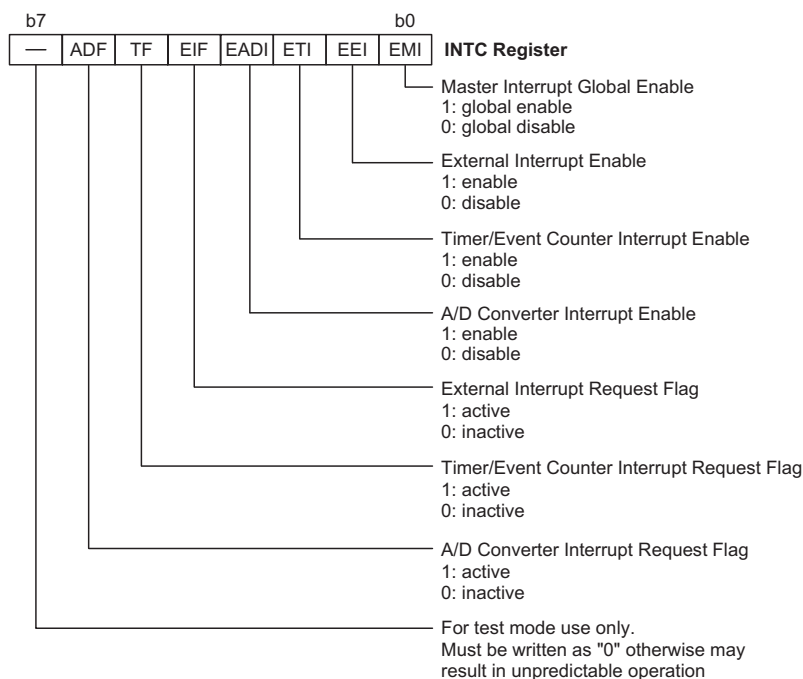 b7 b0
— ADF TF EIF EADI ETI EEI EMI INTC Register
Master Interrupt Global Enable
1: global enable
0: global disable
External Interrupt Enable
1: enable
0: disable
Timer/Event Counter Interrupt Enable
1: enable
0: disable
A/D Converter Interrupt Enable
1: enable
0: disable
External Interrupt Request Flag
1: active
0: inactive
Timer/Event Counter Interrupt Request Flag
1: active
0: inactive
A/D Converter Interrupt Request Flag
1: active
0: inactive
For test mode use only.
Must be written as "0" otherwise may
result in unpredictable operation